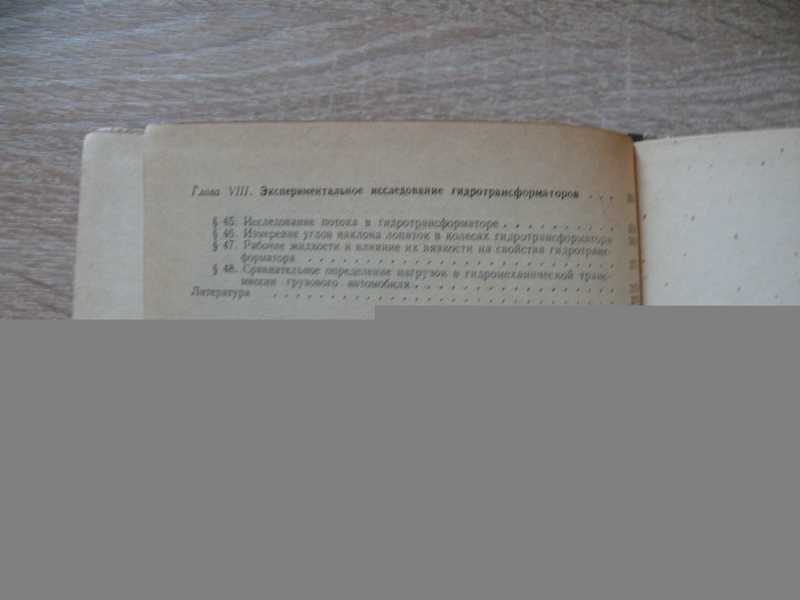 Глава VIII. Экспериментальное исследование гидротрансформаторов . . .
§ 45. Исследование потока в гидротрансформаторе . . . . . . . . .
§ 46. Измерение углов наклона лопаток в колесах гидротрансформатора
§ 47. Рабочие жидкости и влияние их вязкости на свойства гидротранс-
форматора . . . . . . . . . . . . . . . . . . . . . . .
§ 48. Сравнительное определение нагрузок в гидромеханической транс-
миссии грузового автомобиля . . . . . . . . . . . . . . . .
Литература . . . . . . . . . . . . . . . . . . . . . . . . . .